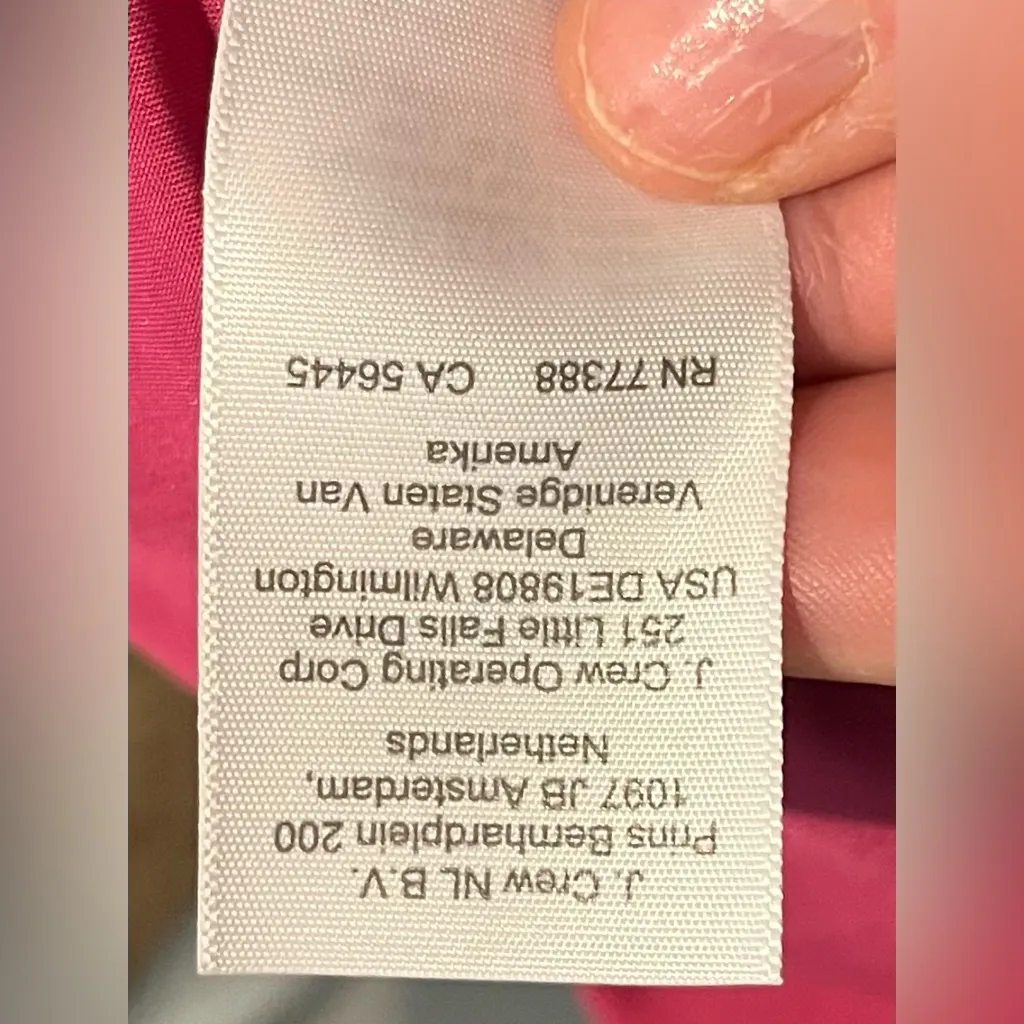 J. Crew NL B.V.
Prins Bernhardplein 200
1097 JB Amsterdam,
Netherlands
J. Crew Operating Corp
251 Little Falls Drive
USA DE19808 Wilmington
Delaware
Verenidge Staten Van
Amerika
RN 77388 CA 56445